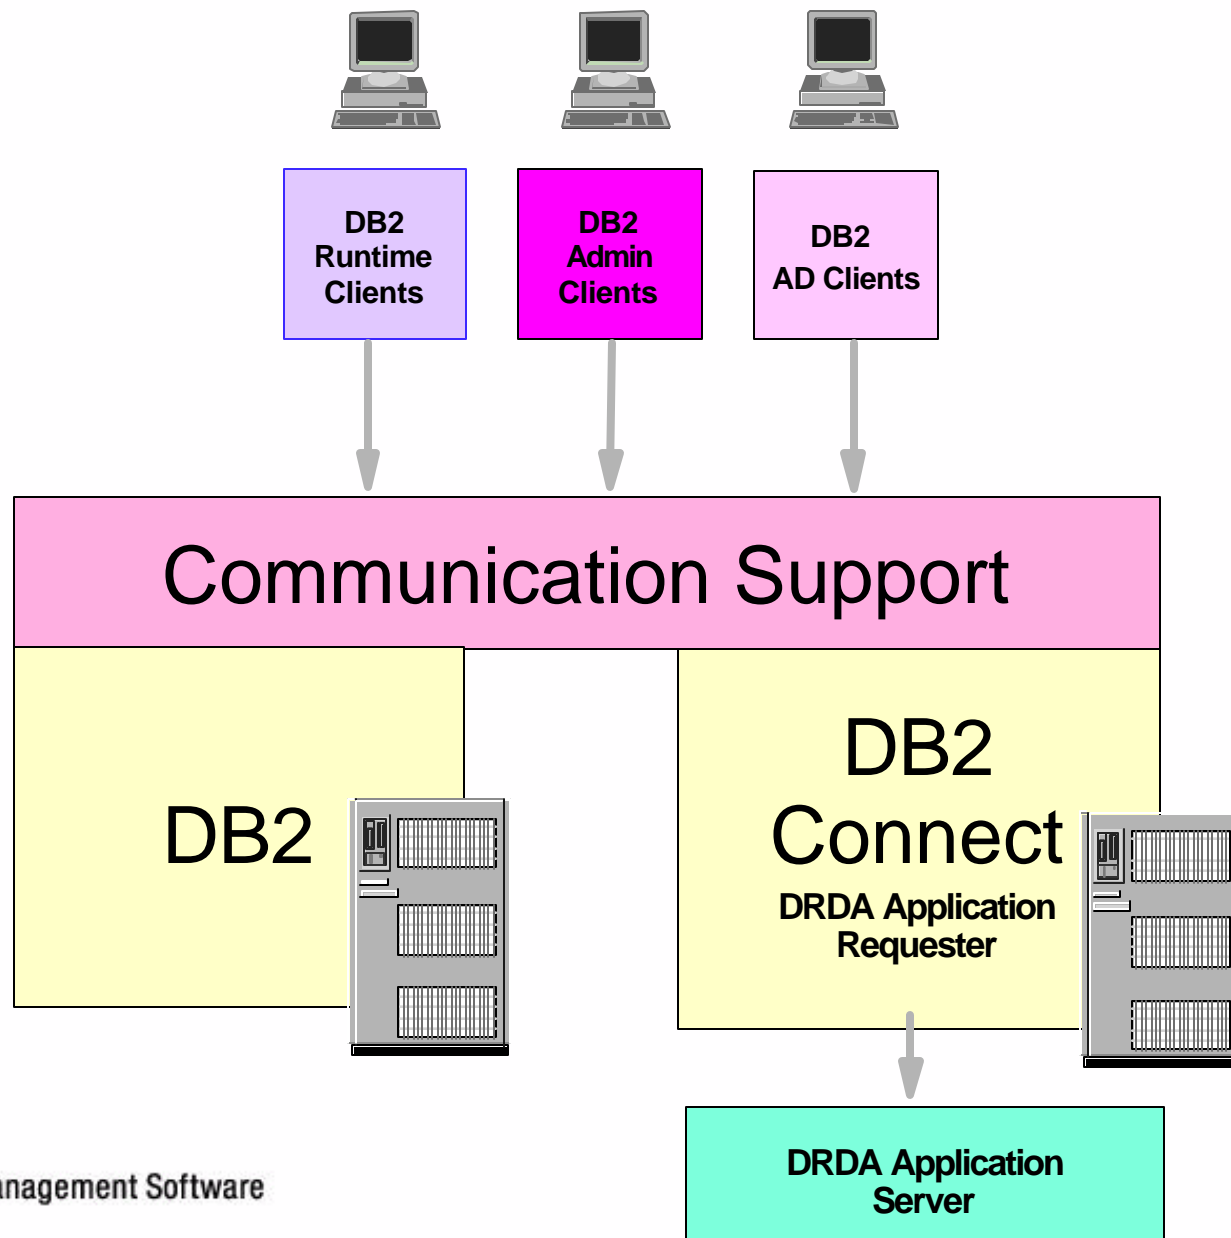 DB2
Runtime
Clients
DB2
Admin
Clients
DB2
AD Clients
Communication Support
DB2
DB2
Connect
DRDA Application
Requester
DRDA Application
Server
Software